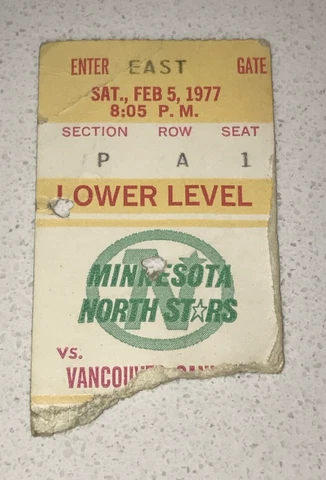 ENTER EAST GATE
SAT., FEB 5, 1977
8:05 P. M.
SECTION ROW SEAT
P A 1
LOWER LEVEL
N
MINNESOTA
NORTH STARS
VS.
VANCOUVER